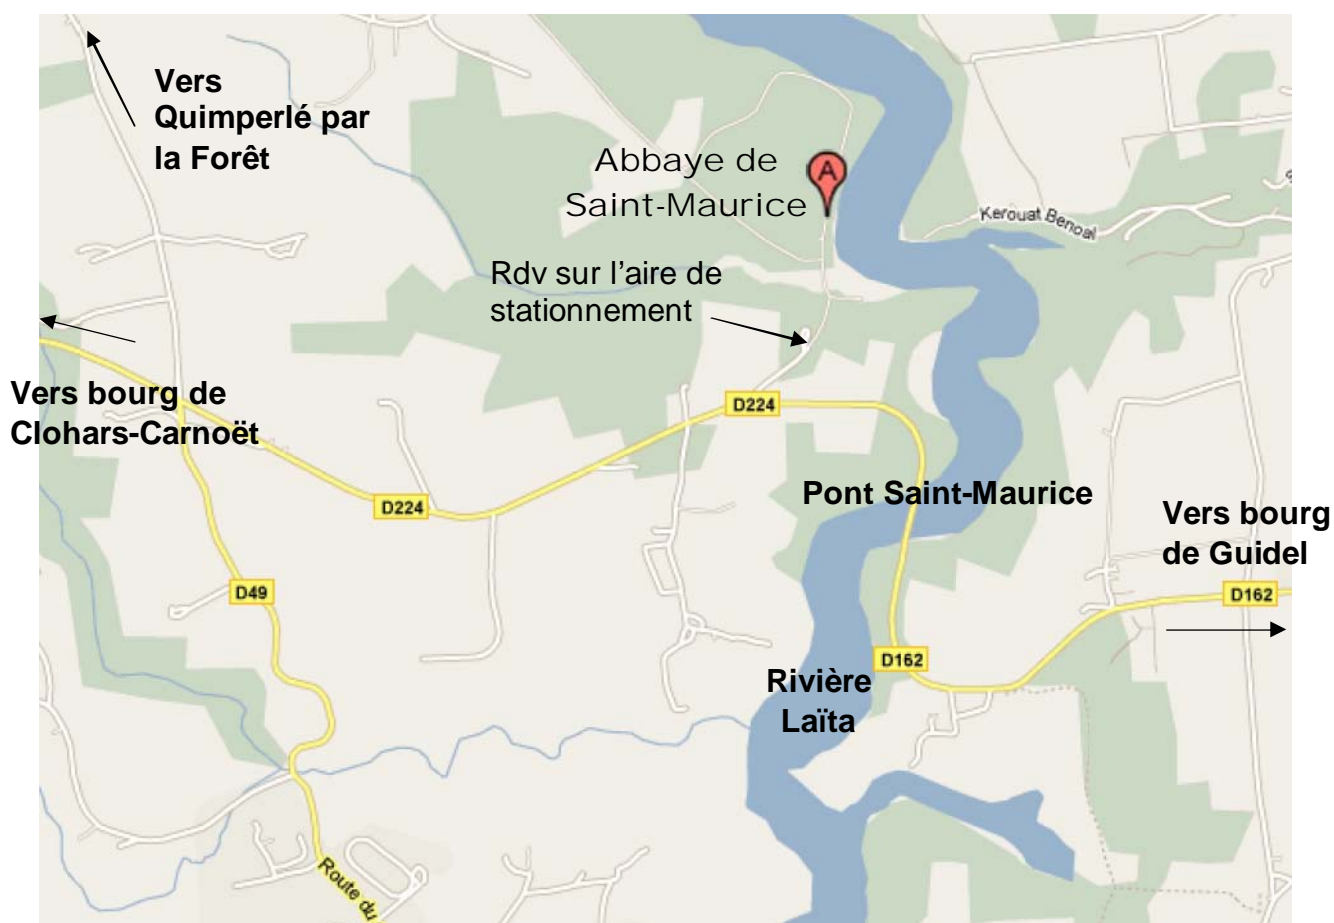 Vers
Quimperlé par
la Forêt
Abbaye de
Saint-Maurice
A
Kerouat Benoal
Rdv sur l'aire de
stationnement
Vers bourg de
Clohars-Carnoët
D224
D224
Pont Saint-Maurice
Vers bourg
de Guidel
D49
D162
D162
Rivière
Laïta
Route du